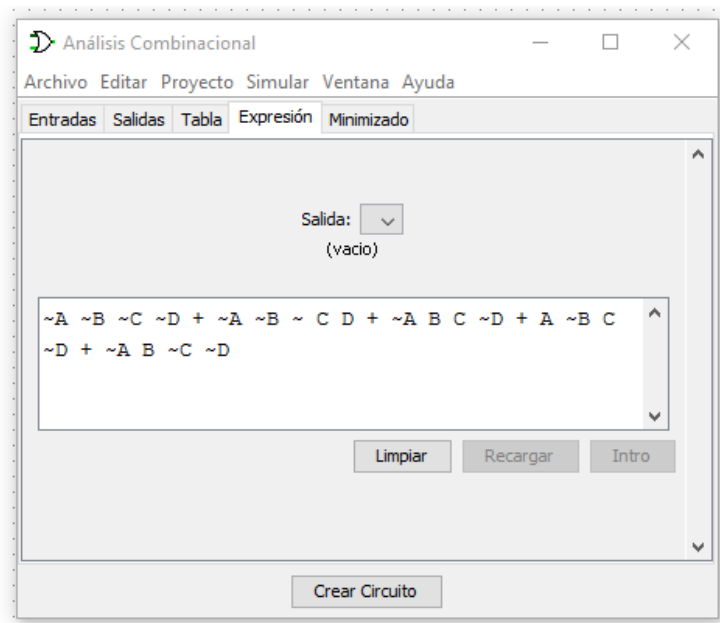 Análisis Combinacional
Archivo Editar Proyecto Simular Ventana Ayuda
Entradas Salidas Tabla Expresión Minimizado
Salida:
(vacio)
~A ~B ~C ~D + ~A ~B ~ C D + ~A B C ~D + A ~B C
~D + ~A B ~C ~D
Limpiar Recargar Intro
Crear Circuito